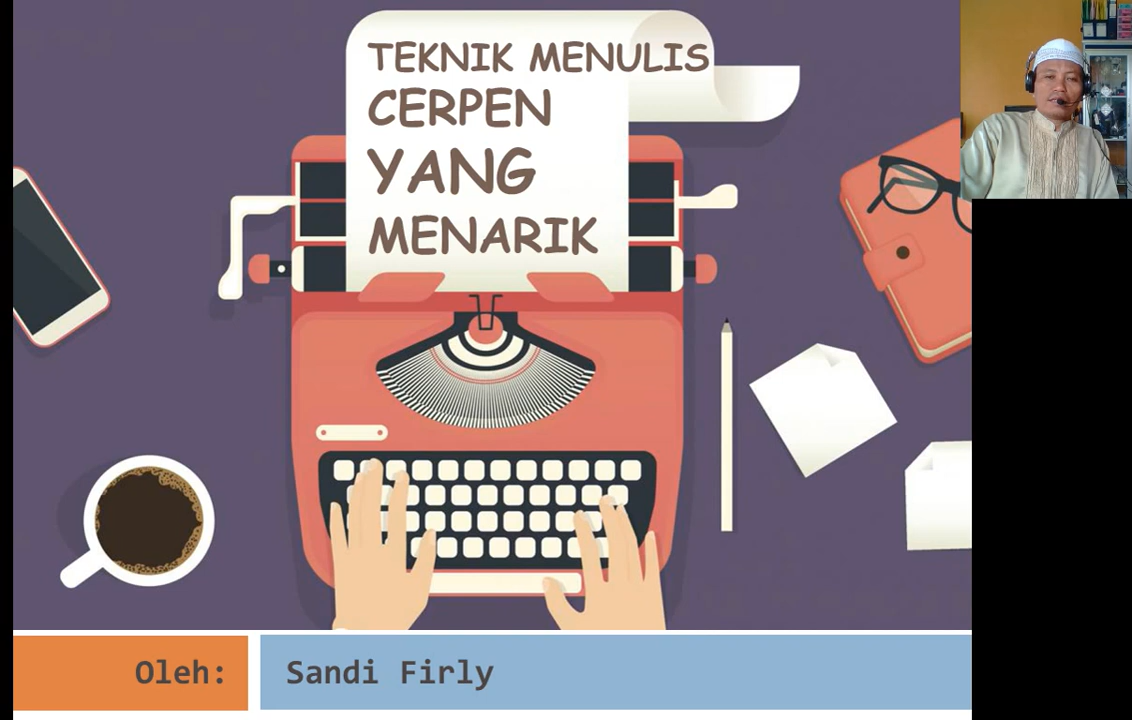 TEKNIK MENULIS
CERPEN
YANG
MENARIK
Oleh: Sandi Firly